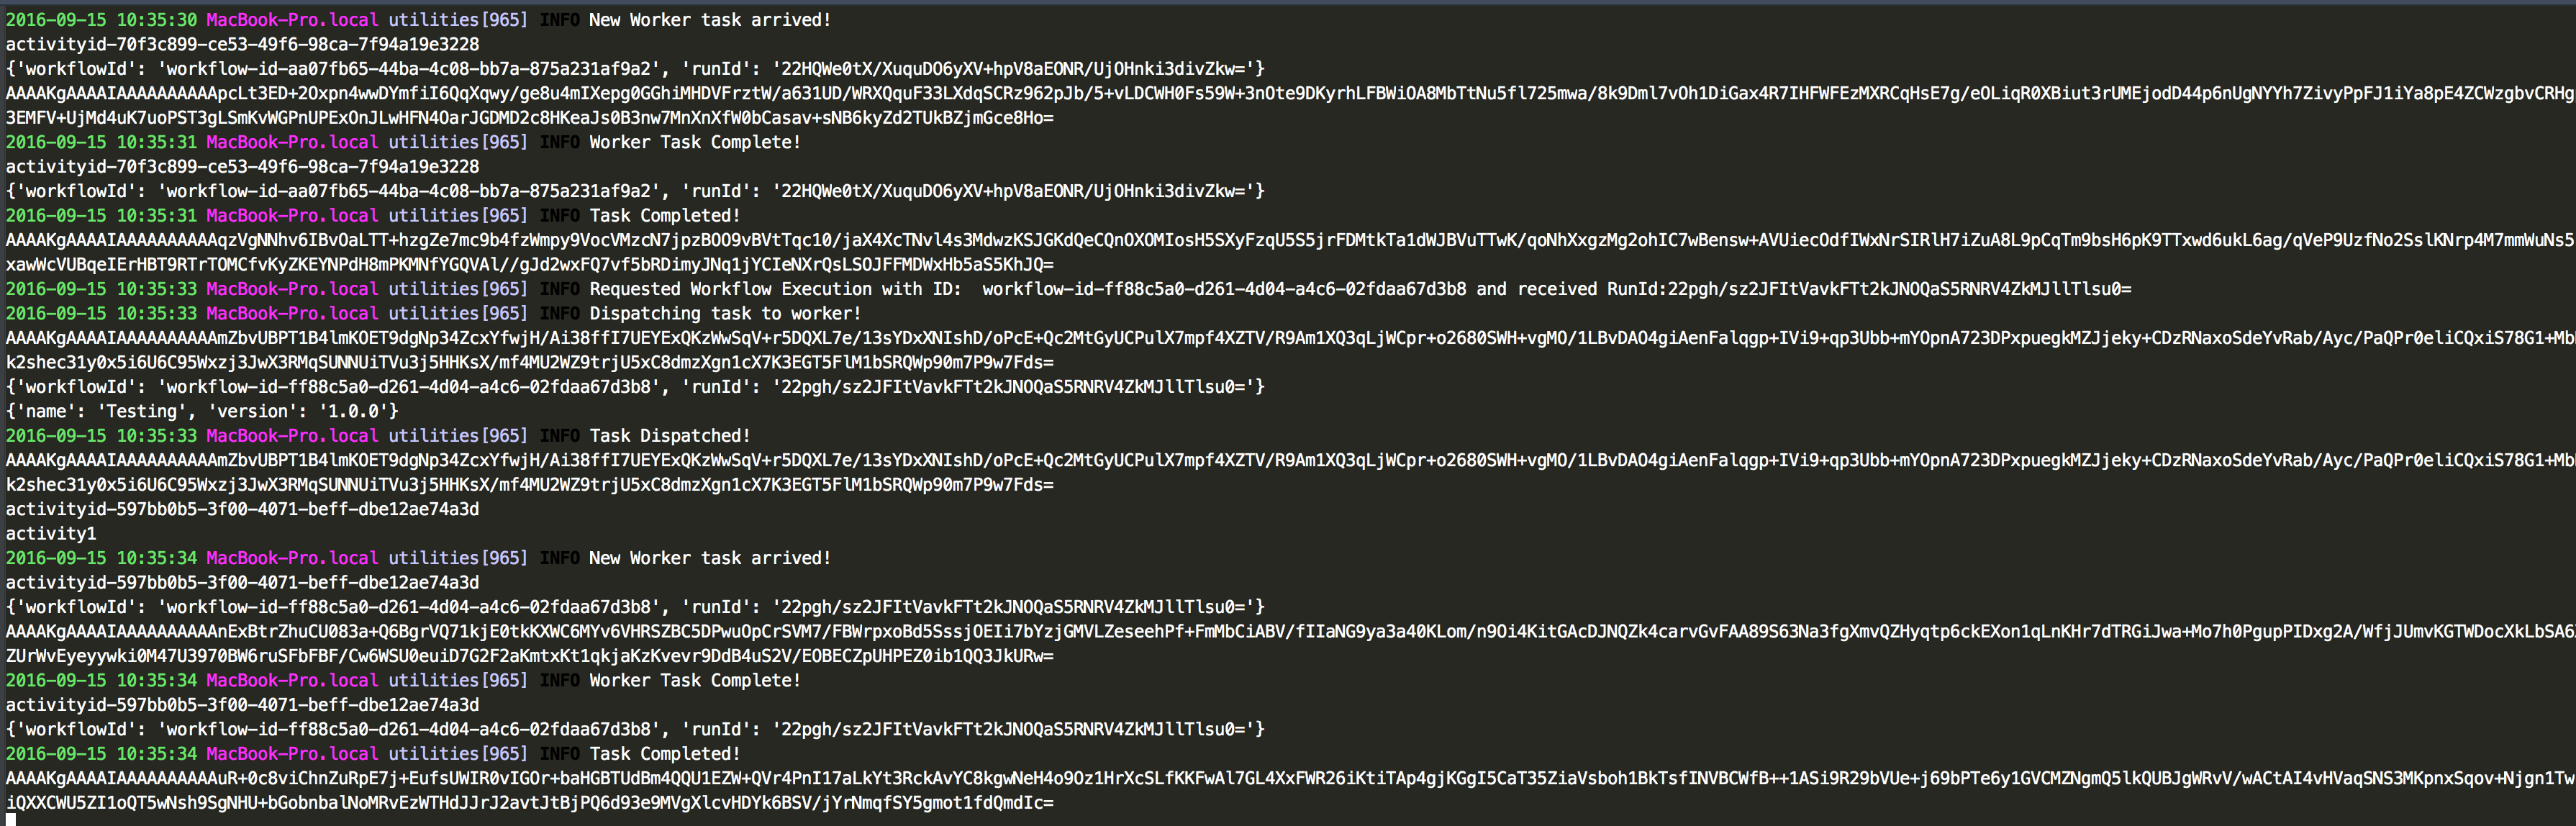 2016-09-15 10:35:30 MacBook-Pro.local utilities[965] INFO New Worker task arrived!
activityid-70f3c899-ce53-49f6-98ca-7f94a19e3228
{'workflowId': 'workflow-id-aa07fb65-44ba-4c08-bb7a-875a231af9a2', 'runId': '22HQWe0tX/XuquDO6yXV+hpV8aEONR/UjOHnki3divZkw='}
AAAAKgAAAAIAAAAAAAAAApcLt3ED+2Oxpn4wwDYmfiI6QqXqwy/ge8u4mIXepg0GGhiMHDVFrztW/a631UD/WRXQquF33LXdqSCRz962pJb/5+vLDCWH0Fs59W+3nOte9DKyrhLFBWiOA8MbTtNu5fl725mwa/8k9Dml7vOh1DiGax4R7IHFWFEzMXRCqHsE7g/eOLiqR0XBiut3rUMEjodD44p6nUgNYYh7ZivyPpFJ1iYa8pE4ZCWzgbvCRHg
3EMFV+UjMd4uK7uoPST3gLSmKvWGPnUPExOnJLwHFN4OarJGDMD2c8HKeaJs0B3nw7MnXnXfW0bCasav+sNB6kyZd2TUkBZjmGce8Ho=
2016-09-15 10:35:31 MacBook-Pro.local utilities[965] INFO Worker Task Complete!
activityid-70f3c899-ce53-49f6-98ca-7f94a19e3228
{'workflowId': 'workflow-id-aa07fb65-44ba-4c08-bb7a-875a231af9a2', 'runId': '22HQWe0tX/XuquDO6yXV+hpV8aEONR/UjOHnki3divZkw='}
2016-09-15 10:35:31 MacBook-Pro.local utilities[965] INFO Task Completed!
AAAAKgAAAAIAAAAAAAAAAqzVgNNhv6IBvOaLTT+hzgZe7mc9b4fzWmpy9VocVMzcN7jpzBOO9vBVtTqc10/jaX4XcTNvl4s3MdwzKSJGKdQeCQnOXOMIosH5SXyFzqU5S5jrFDMtkTa1dWJBVuTTwK/qoNhXxgzMg2ohIC7wBensw+AVUiecOdfIWxNrSIRlH7iZuA8L9pCqTm9bsH6pK9TTxwd6ukL6ag/qVeP9UzfNo2SslKNrp4M7mmWuNs5
xawWcVUBqeIErHBT9RTrTOMCfvKyZKEYNPdH8mPKMNfYGQVAl//gJd2wxFQ7vf5bRDimyJNq1jYCIeNXrQsLSOJFFMDWxHb5aS5KhJQ=
2016-09-15 10:35:33 MacBook-Pro.local utilities[965] INFO Requested Workflow Execution with ID:  workflow-id-ff88c5a0-d261-4d04-a4c6-02fdaa67d3b8 and received RunId:22pgh/sz2JFItVavkFTt2kJNOQaS5RNRV4ZkMJllTlsu0=
2016-09-15 10:35:33 MacBook-Pro.local utilities[965] INFO Dispatching task to worker!
AAAAKgAAAAIAAAAAAAAAAmZbvUBPT1B4lmKOET9dgNp34ZcxYfwjH/Ai38ffI7UEYExQKzWwSqV+r5DQXL7e/13sYDxXNIshD/oPcE+Qc2MtGyUCPulX7mpf4XZTV/R9Am1XQ3qLjWCpr+o2680SWH+vgMO/1LBvDAO4giAenFalqgp+IVi9+qp3Ubb+mYOpnA723DPxpuegkMZJjeky+CDzRNaxoSdeYvRab/Ayc/PaQPr0eliCQxiS78G1+Mb
k2shec31y0x5i6U6C95Wxzj3JwX3RMqSUNNUiTVu3j5HHKsX/mf4MU2WZ9trjU5xC8dmzXgn1cX7K3EGT5FlM1bSRQWp90m7P9w7Fds=
{'workflowId': 'workflow-id-ff88c5a0-d261-4d04-a4c6-02fdaa67d3b8', 'runId': '22pgh/sz2JFItVavkFTt2kJNOQaS5RNRV4ZkMJllTlsu0='}
{'name': 'Testing', 'version': '1.0.0'}
2016-09-15 10:35:33 MacBook-Pro.local utilities[965] INFO Task Dispatched!
AAAAKgAAAAIAAAAAAAAAAmZbvUBPT1B4lmKOET9dgNp34ZcxYfwjH/Ai38ffI7UEYExQKzWwSqV+r5DQXL7e/13sYDxXNIshD/oPcE+Qc2MtGyUCPulX7mpf4XZTV/R9Am1XQ3qLjWCpr+o2680SWH+vgMO/1LBvDAO4giAenFalqgp+IVi9+qp3Ubb+mYOpnA723DPxpuegkMZJjeky+CDzRNaxoSdeYvRab/Ayc/PaQPr0eliCQxiS78G1+Mb
k2shec31y0x5i6U6C95Wxzj3JwX3RMqSUNNUiTVu3j5HHKsX/mf4MU2WZ9trjU5xC8dmzXgn1cX7K3EGT5FlM1bSRQWp90m7P9w7Fds=
activityid-597bb0b5-3f00-4071-beff-dbe12ae74a3d
activity1
2016-09-15 10:35:34 MacBook-Pro.local utilities[965] INFO New Worker task arrived!
activityid-597bb0b5-3f00-4071-beff-dbe12ae74a3d
{'workflowId': 'workflow-id-ff88c5a0-d261-4d04-a4c6-02fdaa67d3b8', 'runId': '22pgh/sz2JFItVavkFTt2kJNOQaS5RNRV4ZkMJllTlsu0='}
AAAAKgAAAAIAAAAAAAAAAnExBtrZhuCU083a+Q6BgrVQ71kjE0tkKXWC6MYv6VHRSZBC5DPwuOpCrSVM7/FBWrpxoBd5SssjOEIi7bYzjGMVLZeseehPf+FmMbCiABV/fIIaNG9ya3a40KLom/n9Oi4KitGAcDJNQZk4carvGvFAA89S63Na3fgXmvQZHyqtp6ckEXon1qLnKHr7dTRGiJwa+Mo7h0PgupPIDxg2A/WfjJUmvKGTWDocXkLbSA6
ZUrWvEyeyywki0M47U3970BW6ruSFbFBF/Cw6WSU0euiD7G2F2aKmtxKt1qkjaKzKvevr9DdB4uS2V/EOBECZpUHPEZ0ib1QQ3JkURw=
2016-09-15 10:35:34 MacBook-Pro.local utilities[965] INFO Worker Task Complete!
activityid-597bb0b5-3f00-4071-beff-dbe12ae74a3d
{'workflowId': 'workflow-id-ff88c5a0-d261-4d04-a4c6-02fdaa67d3b8', 'runId': '22pgh/sz2JFItVavkFTt2kJNOQaS5RNRV4ZkMJllTlsu0='}
2016-09-15 10:35:34 MacBook-Pro.local utilities[965] INFO Task Completed!
AAAAKgAAAAIAAAAAAAAAAuR+0c8viChnZuRpE7j+EufsUWIR0vIGOr+baHGBTUdBm4QQU1EZW+QVr4PnI17aLkYt3RckAvYC8kgwNeH4o9Oz1HrXcSLfKKFwAl7GL4XxFWR26iKtiTAp4gjKGgI5CaT35ZiaVsboh1BkTsfINVBCWfB++1ASi9R29bVUe+j69bPTe6y1GVCMZNgmQ5lkQUBJgWRvV/wACtAI4vHVaqSNS3MKpnxSqov+Njgn1Tw
iQXXCWU5ZI1oQT5wNsh9SgNHU+bGobnbalNoMRvEzWTHdJJrJ2avtJtBjPQ6d93e9MVgXlcvHDYk6BSV/jYrNmqfSY5gmot1fdQmdIc=